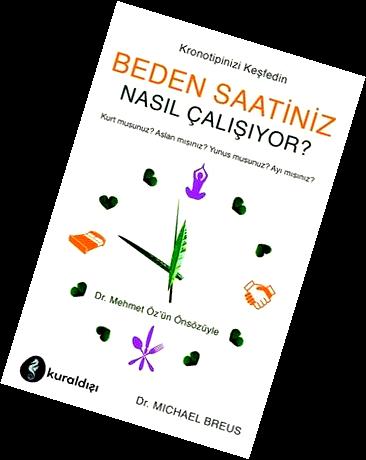 Kronotipinizi Keşfedin
BEDEN SAATİNİZ
NASIL ÇALIŞIYOR?
Kurt musunuz? Aslan mısınız? Yunus musunuz? Ayı mısınız?
Dr. Mehmet Öz'ün Önsözüyle
kuraldışı
Dr. MICHAEL BREUS